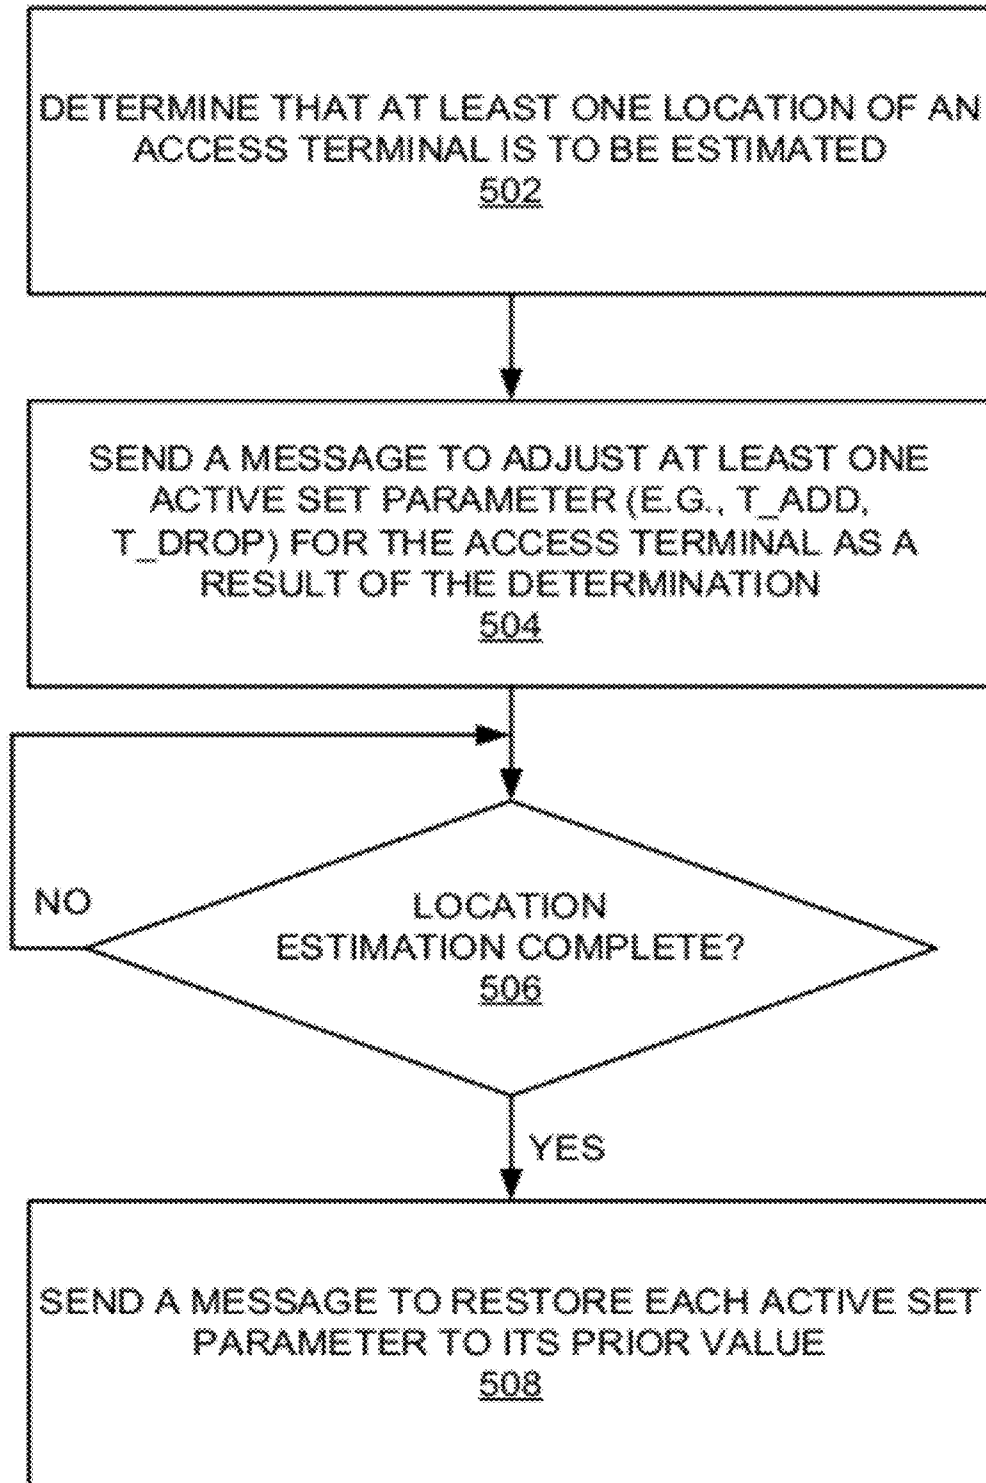 DETERMINE THAT AT LEAST ONE LOCATION OF AN
ACCESS TERMINAL IS TO BE ESTIMATED
502
SEND A MESSAGE TO ADJUST AT LEAST ONE
ACTIVE SET PARAMETER (E.G., T_ADD,
T_DROP) FOR THE ACCESS TERMINAL AS A
RESULT OF THE DETERMINATION
504
NO
LOCATION
ESTIMATION COMPLETE?
506
YES
SEND A MESSAGE TO RESTORE EACH ACTIVE SET
PARAMETER TO ITS PRIOR VALUE
508